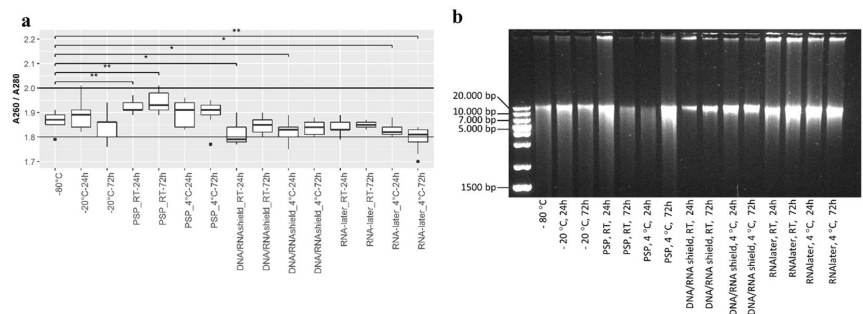 a
**
*
*
*
**
**
2.2
2.1
2.0
1.9
1.8
1.7
A260 / A280
-80°C
-20°C-24h
-20°C-72h
PSP_RT-24h
PSP_RT-72h
PSP_4°C-24h
PSP_4°C-72h
DNA/RNAshield_RT-24h
DNA/RNAshield_RT-72h
DNA/RNAshield_4°C-24h
DNA/RNAshield_4°C-72h
RNA-later_RT-24h
RNA-later_RT-72h
RNA-later_4°C-24h
RNA-later_4°C-72h
b
20.000 bp
10.000 bp
7.000 bp
5.000 bp
1500 bp
- 80 °C
- 20 °C, 24h
- 20 °C, 72h
PSP, RT, 24h
PSP, RT, 72h
PSP, 4 °C, 24h
PSP, 4 °C, 72h
DNA/RNA shield, RT, 24h
DNA/RNA shield, RT, 72h
DNA/RNA shield, 4 °C, 24h
DNA/RNA shield, 4 °C, 72h
RNAlater, RT, 24h
RNAlater, RT, 72h
RNAlater, 4 °C, 24h
RNAlater, 4 °C, 72h